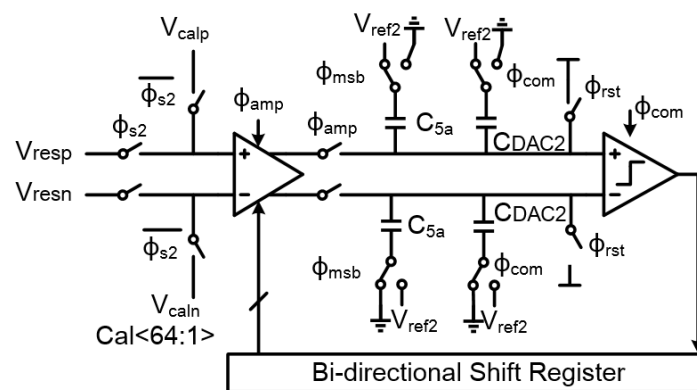 Vref2 Vref2
Vcalp
ϕs2 ϕmsb ϕcom ϕrst
ϕs2 ϕamp ϕamp C5a CDAC2 ϕcom
Vresp + +
Vresn − −
ϕs2 C5a CDAC2 ϕrst
ϕmsb ϕcom
Vcaln Vref2 Vref2
Cal<64:1>
Bi-directional Shift Register